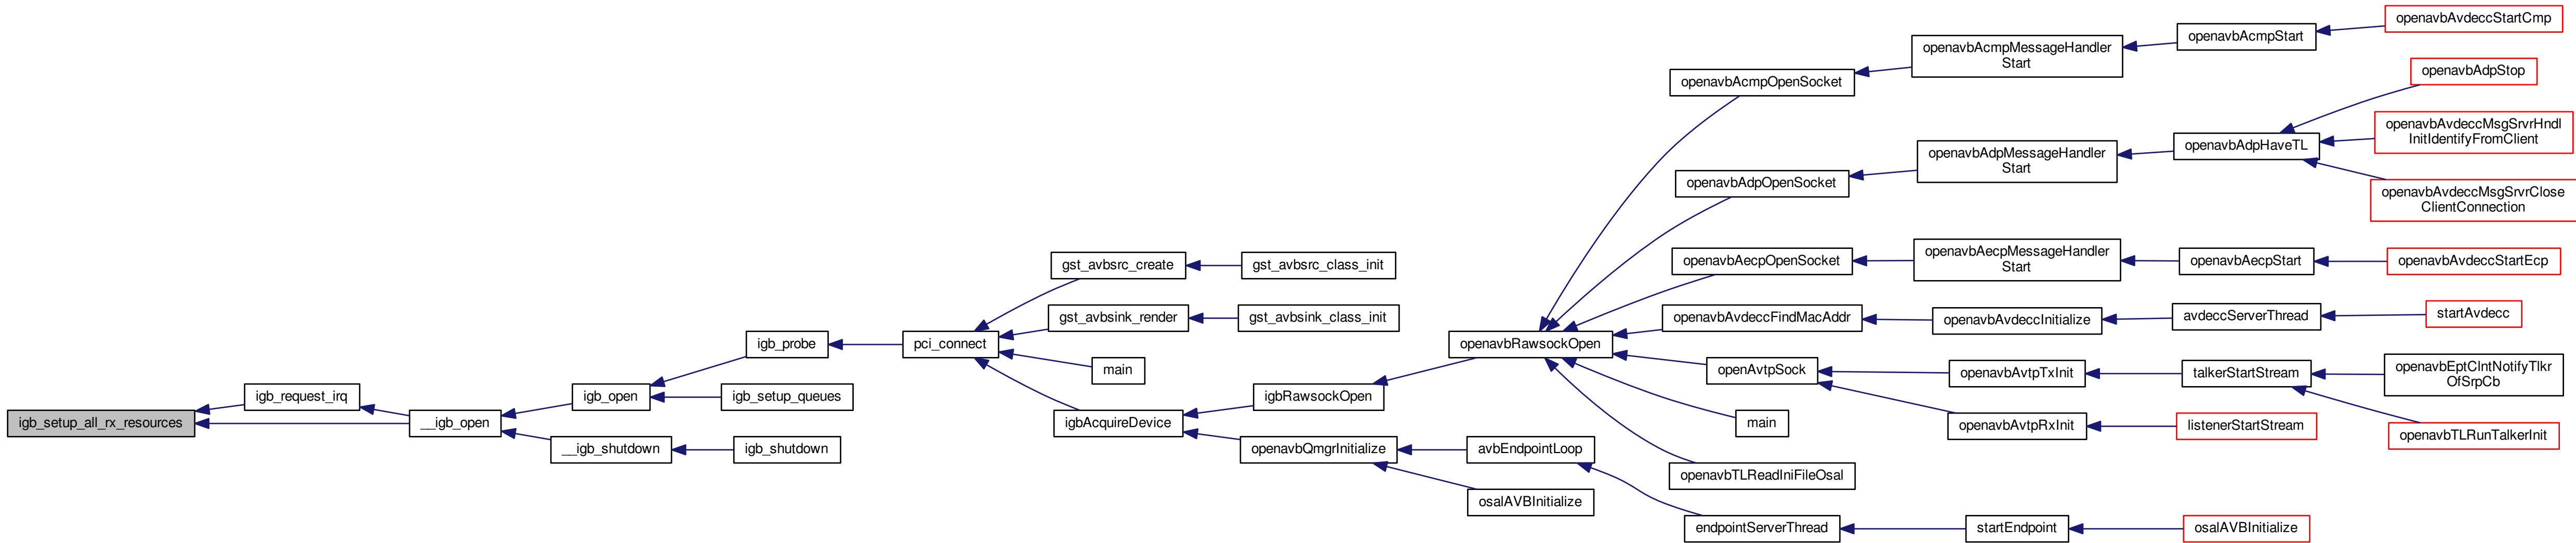 igb_setup_all_rx_resources
igb_request_irq
__igb_open
igb_open
__igb_shutdown
igb_probe
igb_setup_queues
igb_shutdown
pci_connect
gst_avbsrc_create
gst_avbsink_render
main
igbAcquireDevice
gst_avbsrc_class_init
gst_avbsink_class_init
igbRawsockOpen
openavbQmgrInitialize
openavbRawsockOpen
avbEndpointLoop
osalAVBInitialize
openavbAcmpOpenSocket
openavbAdpOpenSocket
openavbAecpOpenSocket
openavbAvdeccFindMacAddr
openAvtpSock
main
openavbTLReadIniFileOsal
endpointServerThread
openavbAcmpMessageHandler
Start
openavbAdpMessageHandler
Start
openavbAecpMessageHandler
Start
openavbAvdeccInitialize
openavbAvtpTxInit
openavbAvtpRxInit
startEndpoint
openavbAcmpStart
openavbAdpHaveTL
openavbAecpStart
avdeccServerThread
talkerStartStream
listenerStartStream
osalAVBInitialize
openavbAvdeccStartCmp
openavbAdpStop
openavbAvdeccMsgSrvrHndl
InitIdentifyFromClient
openavbAvdeccMsgSrvrClose
ClientConnection
openavbAvdeccStartEcp
startAvdecc
openavbEptClntNotifyTlkr
OfSrpCb
openavbTLRunTalkerInit